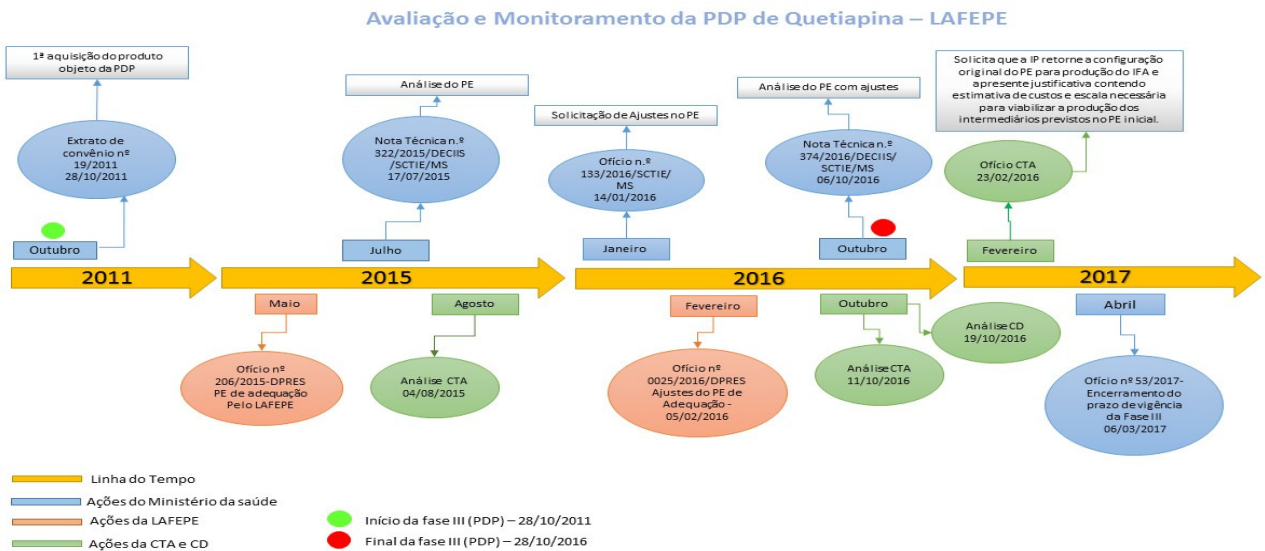 Avaliação e Monitoramento da PDP de Quetiapina – LAFEPE
1ª aquisição do produto
objeto da PDP
Extrato de
convênio nº
19/2011
28/10/2011
Outubro
2011
Análise do PE
Nota Técnica n.º
322/2015/DECIIS
/SCTIE/MS
17/07/2015
Julho
2015
Maio
Ofício nº
206/2015-DPRES
PE de adequação
Pelo LAFEPE
Agosto
Análise CTA
04/08/2015
Solicitação de Ajustes no PE
Ofício n.º
133/2016/SCTIE/
MS
14/01/2016
Janeiro
Análise do PE com ajustes
Nota Técnica n.º
374/2016/DECIIS/
SCTIE/MS
06/10/2016
Outubro
2016
Fevereiro
Ofício nº
0025/2016/DPRES
Ajustes do PE de
Adequação -
05/02/2016
Outubro
Análise CTA
11/10/2016
Análise CD
19/10/2016
Solicita que a IP retorne a configuração
original do PE para produção do IFA e
apresente justificativa contendo
estimativa de custos e escala necessária
para viabilizar a produção dos
intermediários previstos no PE inicial.
Ofício CTA
23/02/2016
Fevereiro
2017
Abril
Ofício nº 53/2017-
Encerramento do
prazo de vigência
da Fase III
06/03/2017
Linha do Tempo
Ações do Ministério da saúde
Ações da LAFEPE
Ações da CTA e CD
Início da fase III (PDP) – 28/10/2011
Final da fase III (PDP) – 28/10/2016